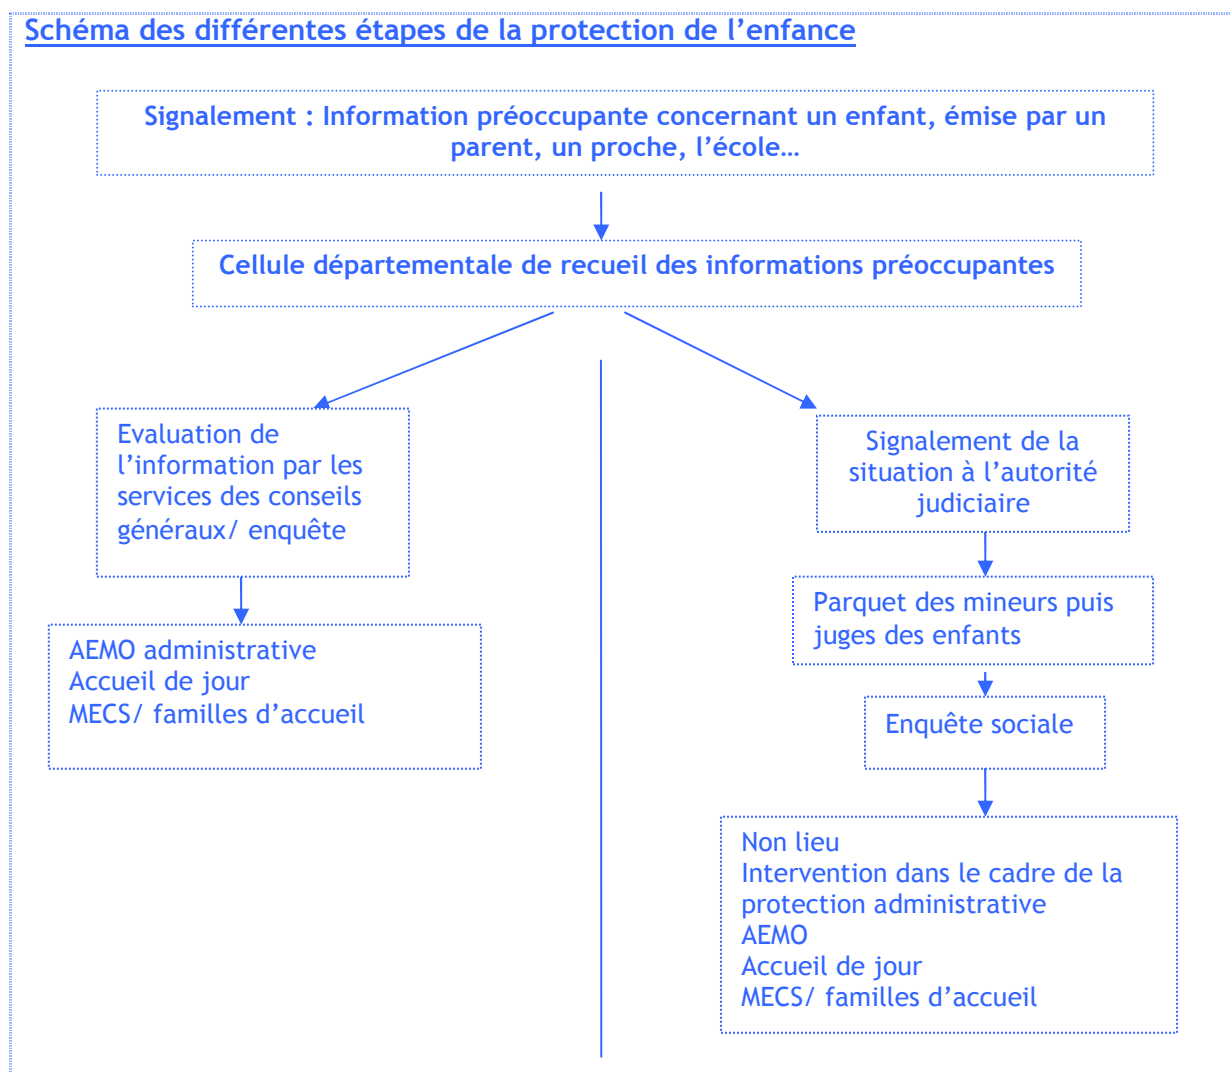 Schéma des différentes étapes de la protection de l’enfance
Signalement : Information préoccupante concernant un enfant, émise par un
parent, un proche, l’école…
Cellule départementale de recueil des informations préoccupantes
Evaluation de
l’information par les
services des conseils
généraux/ enquête
AEMO administrative
Accueil de jour
MECS/ familles d’accueil
Signalement de la
situation à l’autorité
judiciaire
Parquet des mineurs puis
juges des enfants
Enquête sociale
Non lieu
Intervention dans le cadre de la
protection administrative
AEMO
Accueil de jour
MECS/ familles d’accueil